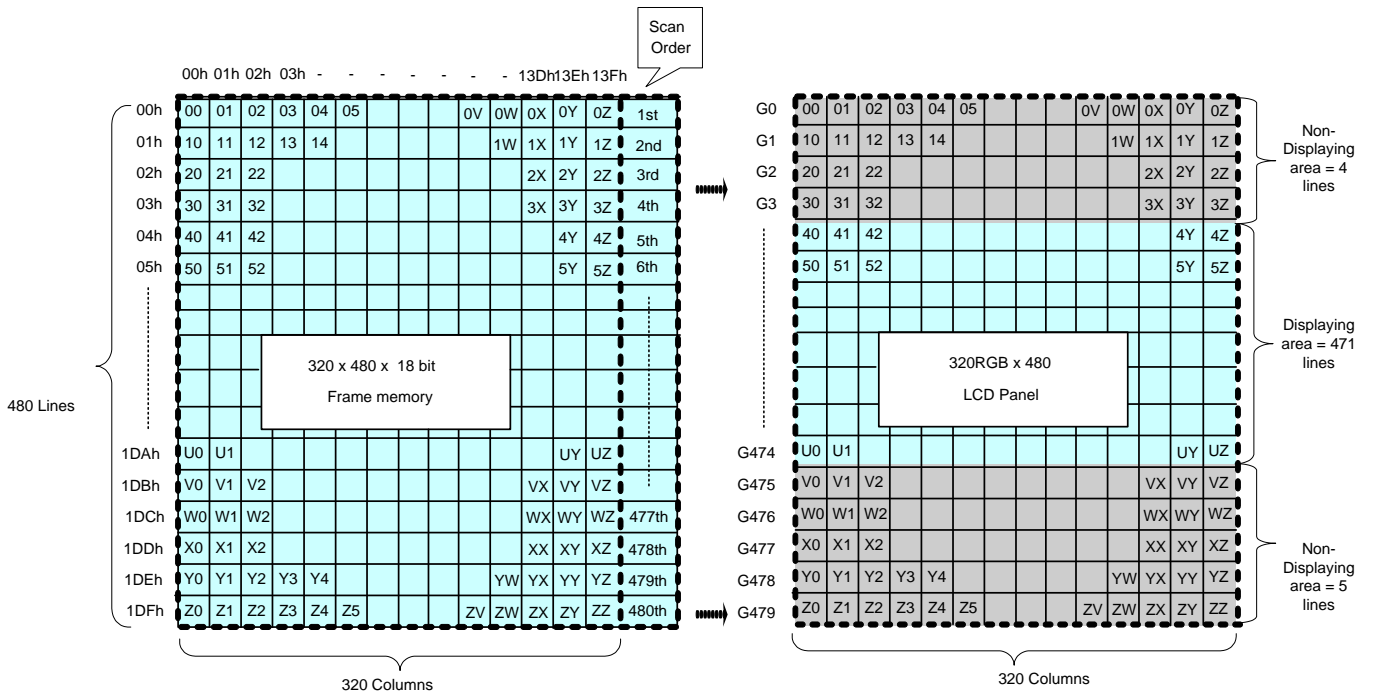 Scan
Order
00h 01h 02h 03h - - - - - - - 13Dh 13Eh 13Fh
00h 00 01 02 03 04 05 0V 0W 0X 0Y 0Z 1st
01h 10 11 12 13 14 1W 1X 1Y 1Z 2nd
02h 20 21 22 2X 2Y 2Z 3rd
03h 30 31 32 3X 3Y 3Z 4th
04h 40 41 42 4Y 4Z 5th
05h 50 51 52 5Y 5Z 6th
320 x 480 x 18 bit
Frame memory
480 Lines
1DAh U0 U1 UY UZ
1DBh V0 V1 V2 VX VY VZ
1DCh W0 W1 W2 WX WY WZ 477th
1DDh X0 X1 X2 XX XY XZ 478th
1DEh Y0 Y1 Y2 Y3 Y4 YW YX YY YZ 479th
1DFh Z0 Z1 Z2 Z3 Z4 Z5 ZV ZW ZX ZY ZZ 480th
320 Columns
G0 00 01 02 03 04 05 0V 0W 0X 0Y 0Z
G1 10 11 12 13 14 1W 1X 1Y 1Z
G2 20 21 22 2X 2Y 2Z
G3 30 31 32 3X 3Y 3Z
40 41 42 4Y 4Z
50 51 52 5Y 5Z
320RGB x 480
LCD Panel
G474 U0 U1 UY UZ
G475 V0 V1 V2 VX VY VZ
G476 W0 W1 W2 WX WY WZ
G477 X0 X1 X2 XX XY XZ
G478 Y0 Y1 Y2 Y3 Y4 YW YX YY YZ
G479 Z0 Z1 Z2 Z3 Z4 Z5 ZV ZW ZX ZY ZZ
320 Columns
Non-
Displaying
area = 4
lines
Displaying
area = 471
lines
Non-
Displaying
area = 5
lines